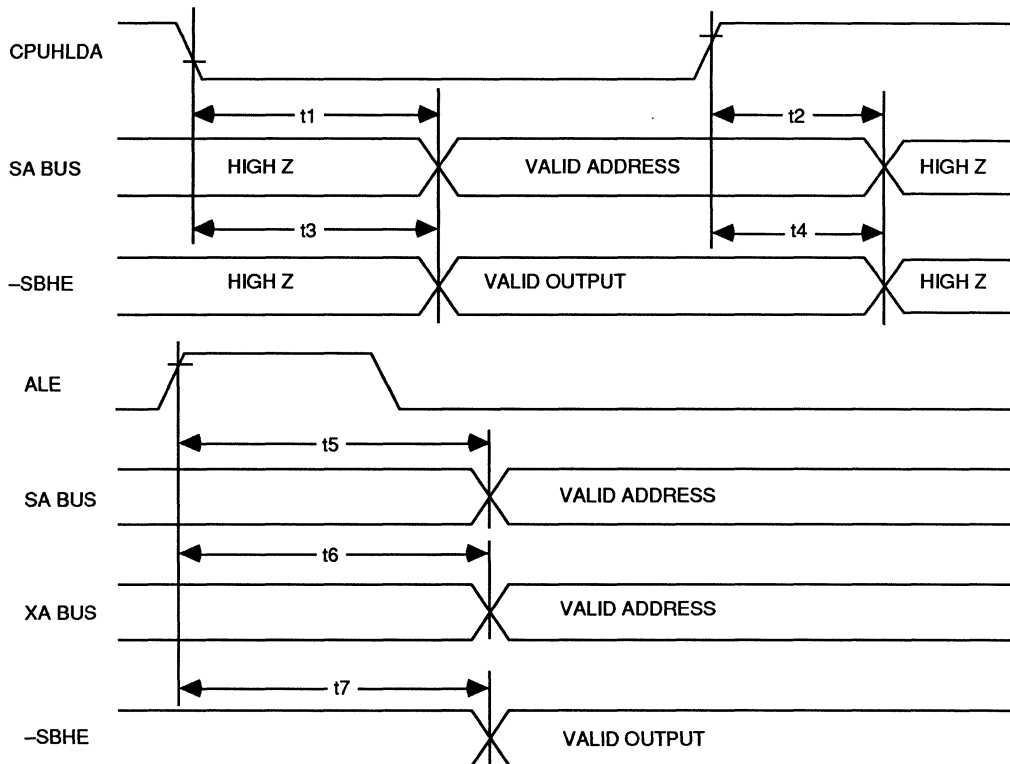 CPUHLDA
t1
t2
SA BUS
HIGH Z
VALID ADDRESS
HIGH Z
t3
t4
–SBHE
HIGH Z
VALID OUTPUT
HIGH Z
ALE
t5
SA BUS
VALID ADDRESS
t6
XA BUS
VALID ADDRESS
t7
–SBHE
VALID OUTPUT